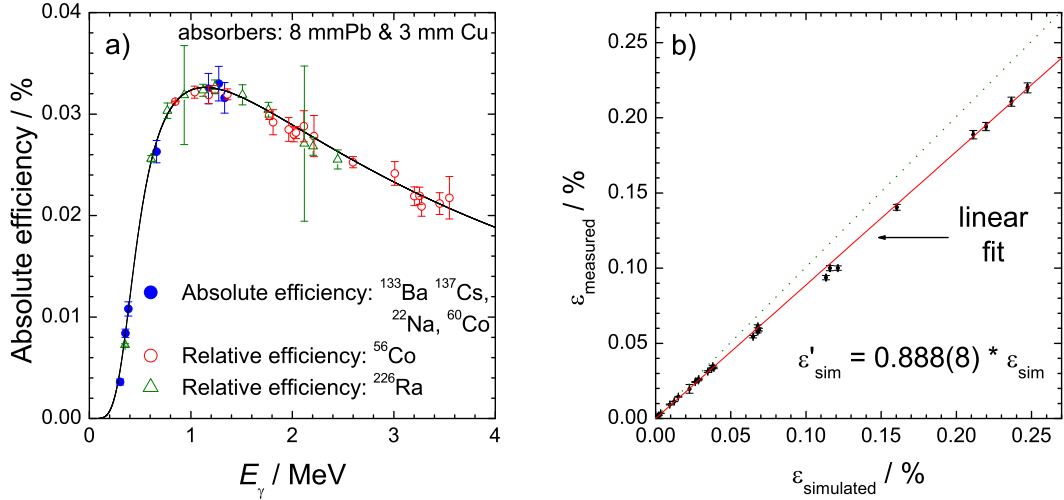 a)
absorbers: 8 mmPb & 3 mm Cu
Absolute efficiency / %
0.04
0.03
0.02
0.01
0.00
0 1 2 3 4
Eγ / MeV
Absolute efficiency: ¹³³Ba ¹³⁷Cs,
²²Na, ⁶⁰Co
Relative efficiency: ⁵⁶Co
Relative efficiency: ²²⁶Ra
b)
εmeasured / %
0.25
0.20
0.15
0.10
0.05
0.00
0.00 0.05 0.10 0.15 0.20 0.25
εsimulated / %
linear
fit
ε'sim = 0.888(8) * εsim